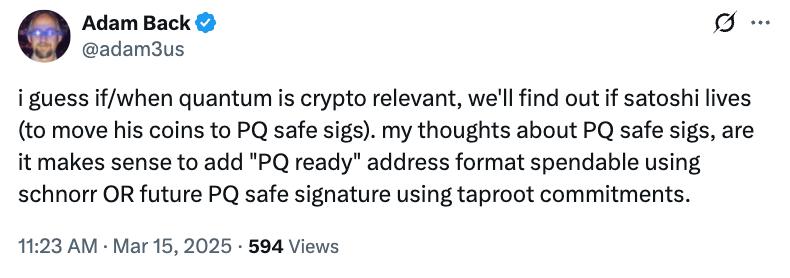 Adam Back
@adam3us
i guess if/when quantum is crypto relevant, we'll find out if satoshi lives
(to move his coins to PQ safe sigs). my thoughts about PQ safe sigs, are
it makes sense to add "PQ ready" address format spendable using
schnorr OR future PQ safe signature using taproot commitments.
11:23 AM · Mar 15, 2025 · 594 Views